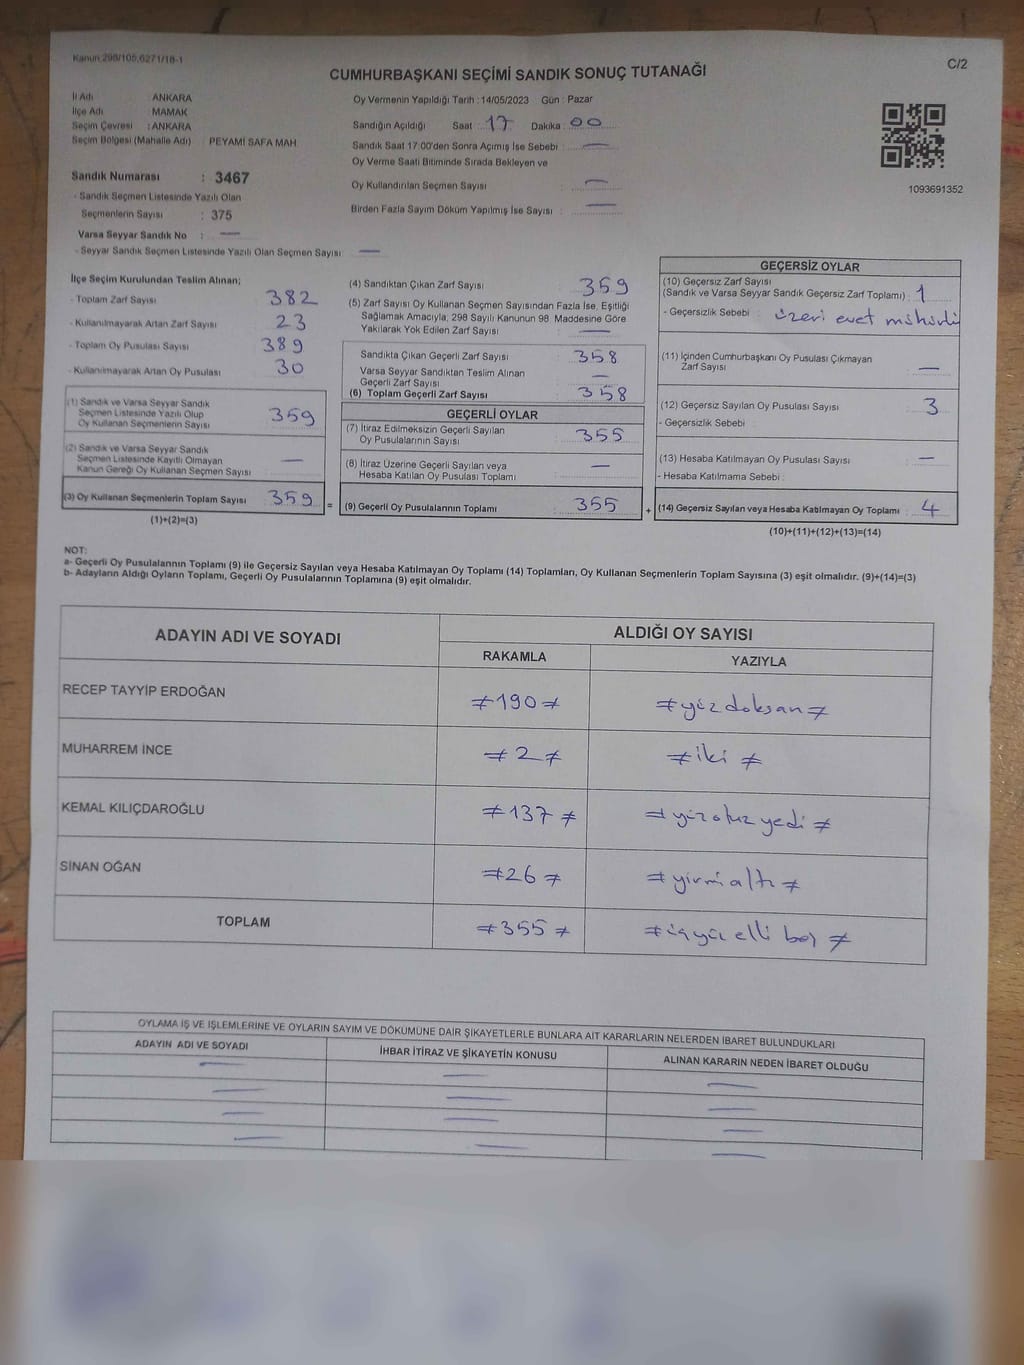 Kanun:298/105,6271/18-1
C/2
CUMHURBAŞKANI SEÇİMİ SANDIK SONUÇ TUTANAĞI
İl Adı ANKARA
İlçe Adı MAMAK
Seçim Çevresi : ANKARA
Seçim Bölgesi (Mahalle Adı) : PEYAMİ SAFA MAH
Sandık Numarası : 3467
- Sandık Seçmen Listesinde Yazılı Olan
Seçmenlerin Sayısı : 375
Varsa Seyyar Sandık No : —
- Seyyar Sandık Seçmen Listesinde Yazılı Olan Seçmen Sayısı —
Oy Vermenin Yapıldığı Tarih : 14/05/2023 Gün : Pazar
Sandığın Açıldığı Saat : 17 Dakika : 00
Sandık Saat 17:00'den Sonra Açımış İse Sebebi : —
Oy Verme Saati Bitiminde Sırada Bekleyen ve
Oy Kullandırılan Seçmen Sayısı : —
Birden Fazla Sayım Döküm Yapılmış İse Sayısı : —
1093691352
İlçe Seçim Kurulundan Teslim Alınan;
- Toplam Zarf Sayısı 382
- Kullanılmayarak Artan Zarf Sayısı 23
- Toplam Oy Pusulası Sayısı 389
- Kullanılmayarak Artan Oy Pusulası 30
(1) Sandık ve Varsa Seyyar Sandık
Seçmen Listesinde Yazılı Olup
Oy Kullanan Seçmenlerin Sayısı 359
(2) Sandık ve Varsa Seyyar Sandık
Seçmen Listesinde Kayıtlı Olmayan
Kanun Gereği Oy Kullanan Seçmen Sayısı —
(3) Oy Kullanan Seçmenlerin Toplam Sayısı 359 =
(1)+(2)=(3)
(4) Sandıktan Çıkan Zarf Sayısı : 359
(5) Zarf Sayısı Oy Kullanan Seçmen Sayısından Fazla İse, Eşitliği
Sağlamak Amacıyla, 298 Sayılı Kanunun 98. Maddesine Göre
Yakılarak Yok Edilen Zarf Sayısı : —
Sandıkta Çıkan Geçerli Zarf Sayısı : 358
Varsa Seyyar Sandıktan Teslim Alınan
Geçerli Zarf Sayısı : —
(6) Toplam Geçerli Zarf Sayısı : 358
GEÇERLİ OYLAR
(7) İtiraz Edilmeksizin Geçerli Sayılan
Oy Pusulalarının Sayısı : 355
(8) İtiraz Üzerine Geçerli Sayılan veya
Hesaba Katılan Oy Pusulası Toplamı : —
(9) Geçerli Oy Pusulalarının Toplamı : 355 +
GEÇERSİZ OYLAR
(10) Geçersiz Zarf Sayısı
(Sandık ve Varsa Seyyar Sandık Geçersiz Zarf Toplamı) : 1
- Geçersizlik Sebebi : üzeri evet mühürlü
(11) İçinden Cumhurbaşkanı Oy Pusulası Çıkmayan
Zarf Sayısı : —
(12) Geçersiz Sayılan Oy Pusulası Sayısı : 3
- Geçersizlik Sebebi :
(13) Hesaba Katılmayan Oy Pusulası Sayısı : —
- Hesaba Katılmama Sebebi :
(14) Geçersiz Sayılan veya Hesaba Katılmayan Oy Toplamı : 4
(10)+(11)+(12)+(13)=(14)
NOT:
a- Geçerli Oy Pusulalarının Toplamı (9) ile Geçersiz Sayılan veya Hesaba Katılmayan Oy Toplamı (14) Toplamları, Oy Kullanan Seçmenlerin Toplam Sayısına (3) eşit olmalıdır. (9)+(14)=(3)
b- Adayların Aldığı Oyların Toplamı, Geçerli Oy Pusulalarının Toplamına (9) eşit olmalıdır.
ADAYIN ADI VE SOYADI
ALDIĞI OY SAYISI
RAKAMLA YAZIYLA
RECEP TAYYİP ERDOĞAN ≠190≠ ≠yüz doksan≠
MUHARREM İNCE ≠2≠ ≠iki≠
KEMAL KILIÇDAROĞLU ≠137≠ =yüz otuz yedi≠
SİNAN OĞAN ≠26≠ ≠yirmi altı≠
TOPLAM ≠355≠ ≠üçyüz elli beş≠
OYLAMA İŞ VE İŞLEMLERİNE VE OYLARIN SAYIM VE DÖKÜMÜNE DAİR ŞİKAYETLERLE BUNLARA AİT KARARLARIN NELERDEN İBARET BULUNDUKLARI
ADAYIN ADI VE SOYADI İHBAR İTİRAZ VE ŞİKAYETİN KONUSU ALINAN KARARIN NEDEN İBARET OLDUĞU